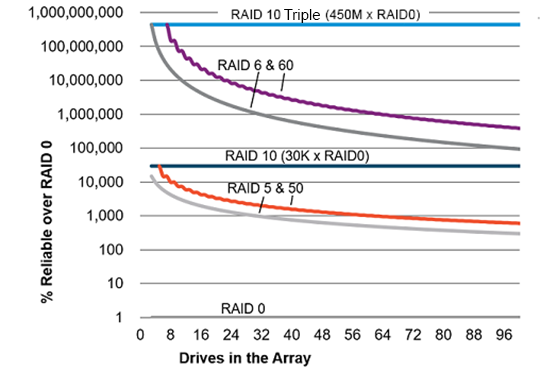 RAID 10 Triple (450M x RAID0)
1,000,000,000
100,000,000
10,000,000
1,000,000
100,000
10,000
1,000
100
10
1
% Reliable over RAID 0
RAID 6 & 60
RAID 10 (30K x RAID0)
RAID 5 & 50
RAID 0
0 8 16 24 32 40 48 56 64 72 80 88 96
Drives in the Array